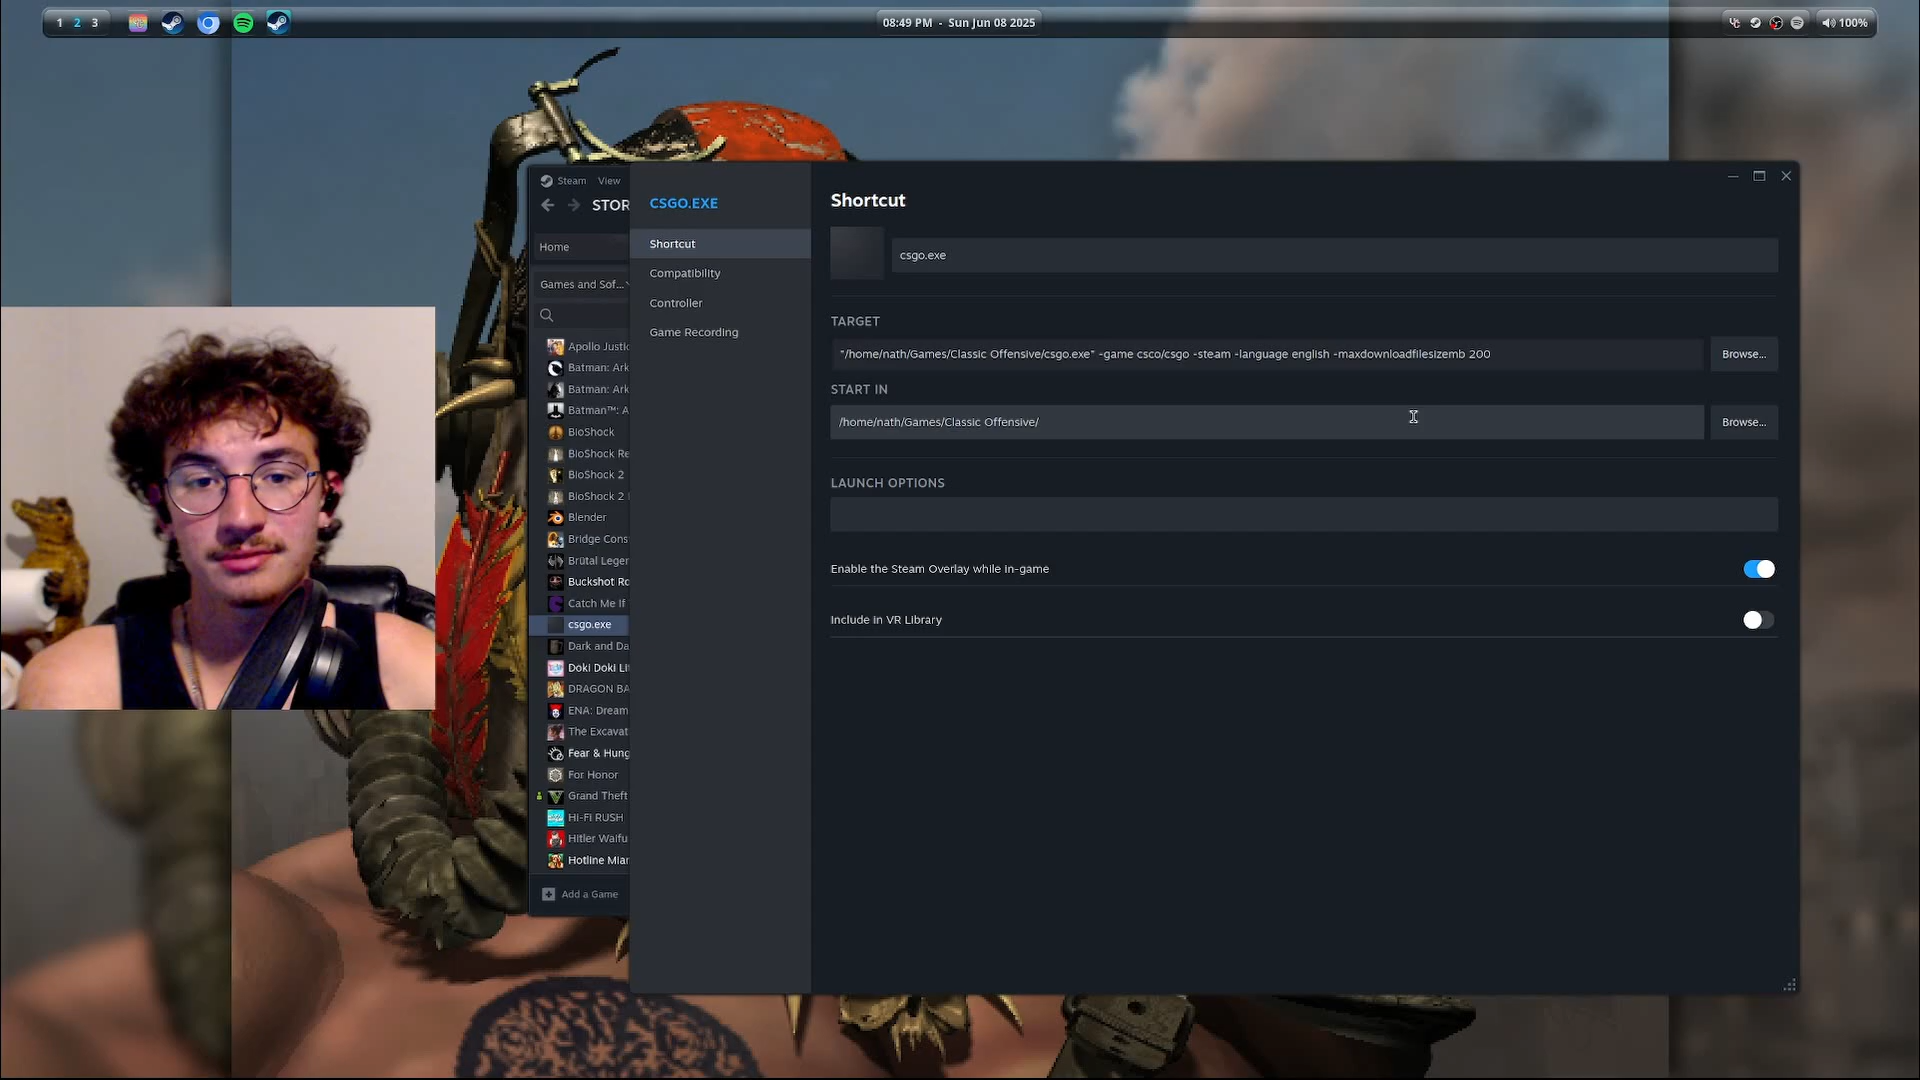 1 2 3
08:49 PM - Sun Jun 08 2025
100%
Steam View
STOR
Home
Games and Sof...
Apollo Justic
Batman: Ark
Batman: Ark
Batman™: A
BioShock
BioShock Re
BioShock 2
BioShock 2
Blender
Bridge Cons
Brütal Leger
Buckshot Ro
Catch Me If
csgo.exe
Dark and Da
Doki Doki Li
DRAGON BA
ENA: Dream
The Excavat
Fear & Hung
For Honor
Grand Theft
Hi-Fi RUSH
Hitler Waifu
Hotline Miar
Add a Game
CSGO.EXE
Shortcut
Compatibility
Controller
Game Recording
Shortcut
csgo.exe
TARGET
"/home/nath/Games/Classic Offensive/csgo.exe" -game csco/csgo -steam -language english -maxdownloadfilesizemb 200
Browse...
START IN
/home/nath/Games/Classic Offensive/
Browse...
LAUNCH OPTIONS
Enable the Steam Overlay while in-game
Include in VR Library